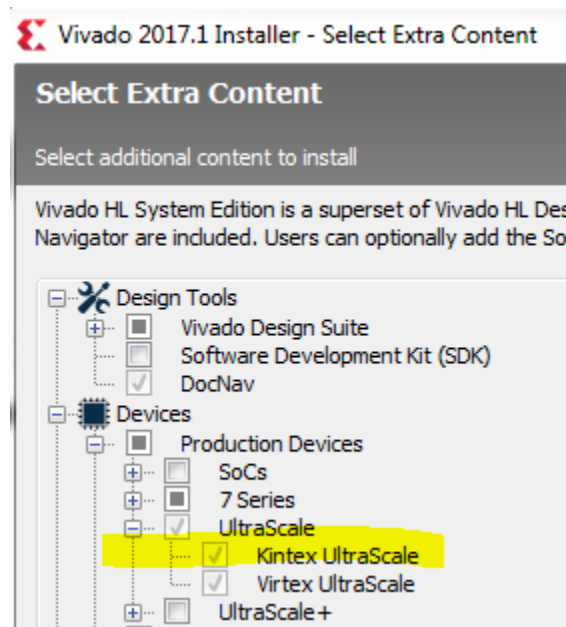 Vivado 2017.1 Installer - Select Extra Content
Select Extra Content
Select additional content to install
Vivado HL System Edition is a superset of Vivado HL Des
Navigator are included. Users can optionally add the So
Design Tools
Vivado Design Suite
Software Development Kit (SDK)
DocNav
Devices
Production Devices
SoCs
7 Series
UltraScale
Kintex UltraScale
Virtex UltraScale
UltraScale+